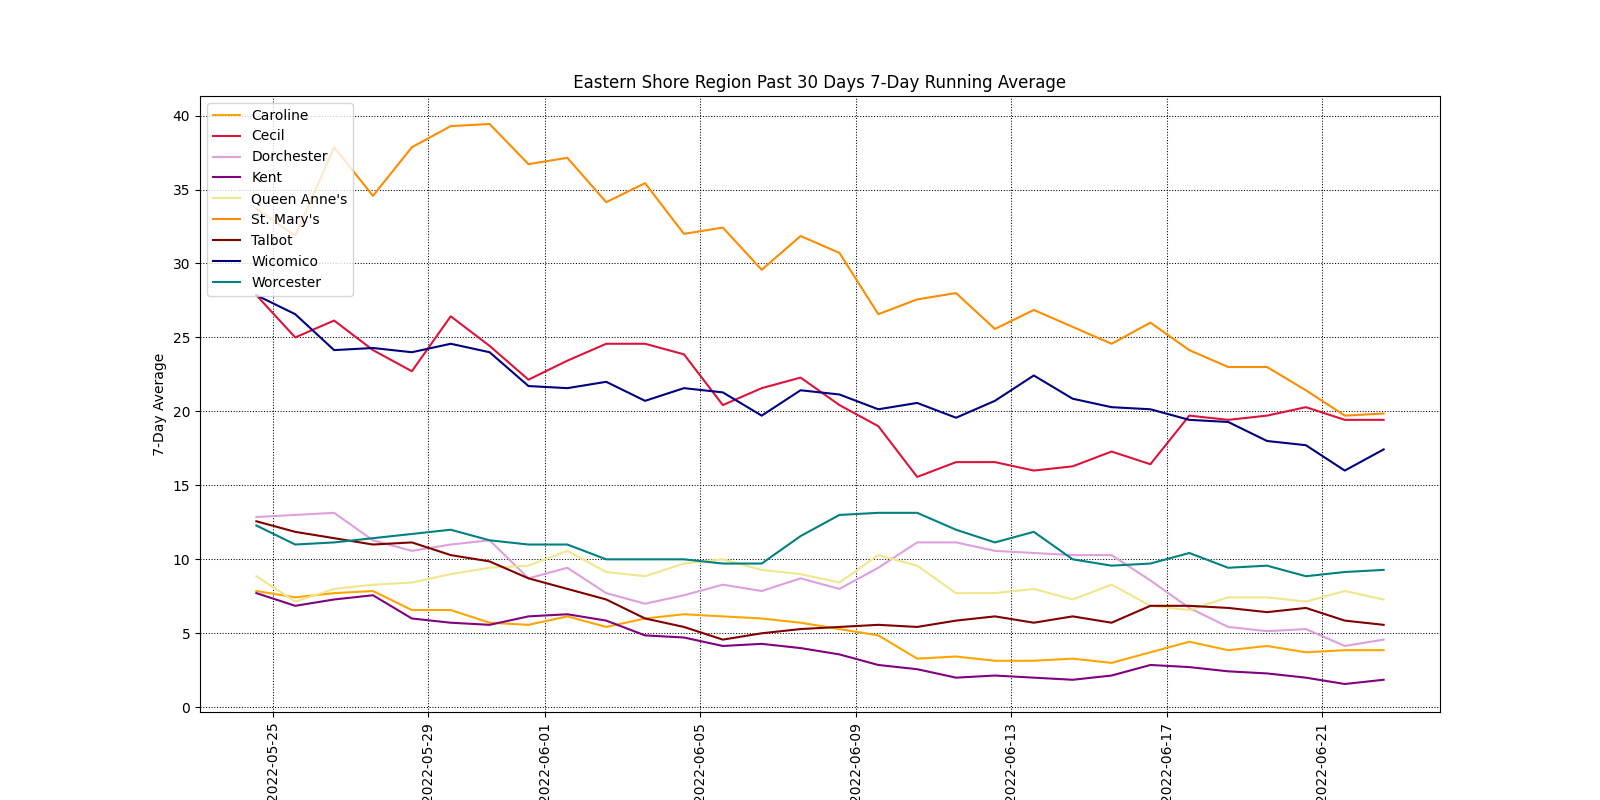 Eastern Shore Region Past 30 Days 7-Day Running Average
40
35
30
25
20
15
10
5
0
7-Day Average
Caroline
Cecil
Dorchester
Kent
Queen Anne's
St. Mary's
Talbot
Wicomico
Worcester
2022-05-25
2022-05-29
2022-06-01
2022-06-05
2022-06-09
2022-06-13
2022-06-17
2022-06-21